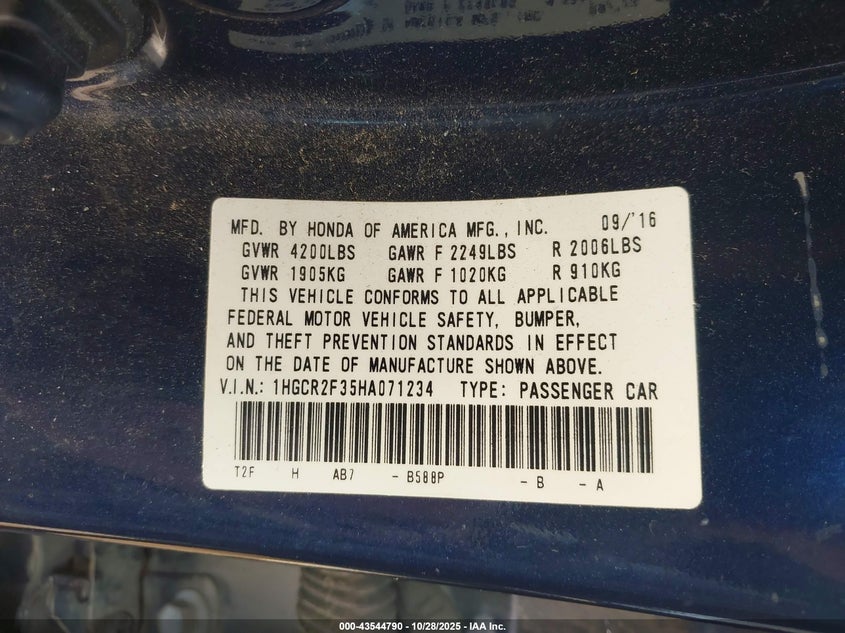 MFD. BY HONDA OF AMERICA MFG., INC. 09/'16
GVWR 4200LBS GAWR F 2249LBS R 2006LBS
GVWR 1905KG GAWR F 1020KG R 910KG
THIS VEHICLE CONFORMS TO ALL APPLICABLE
FEDERAL MOTOR VEHICLE SAFETY, BUMPER,
AND THEFT PREVENTION STANDARDS IN EFFECT
ON THE DATE OF MANUFACTURE SHOWN ABOVE.
V.I.N.: 1HGCR2F35HA071234 TYPE: PASSENGER CAR
T2F H AB7 - B588P - B - A
000-43544790 - 10/28/2025 - IAA Inc.